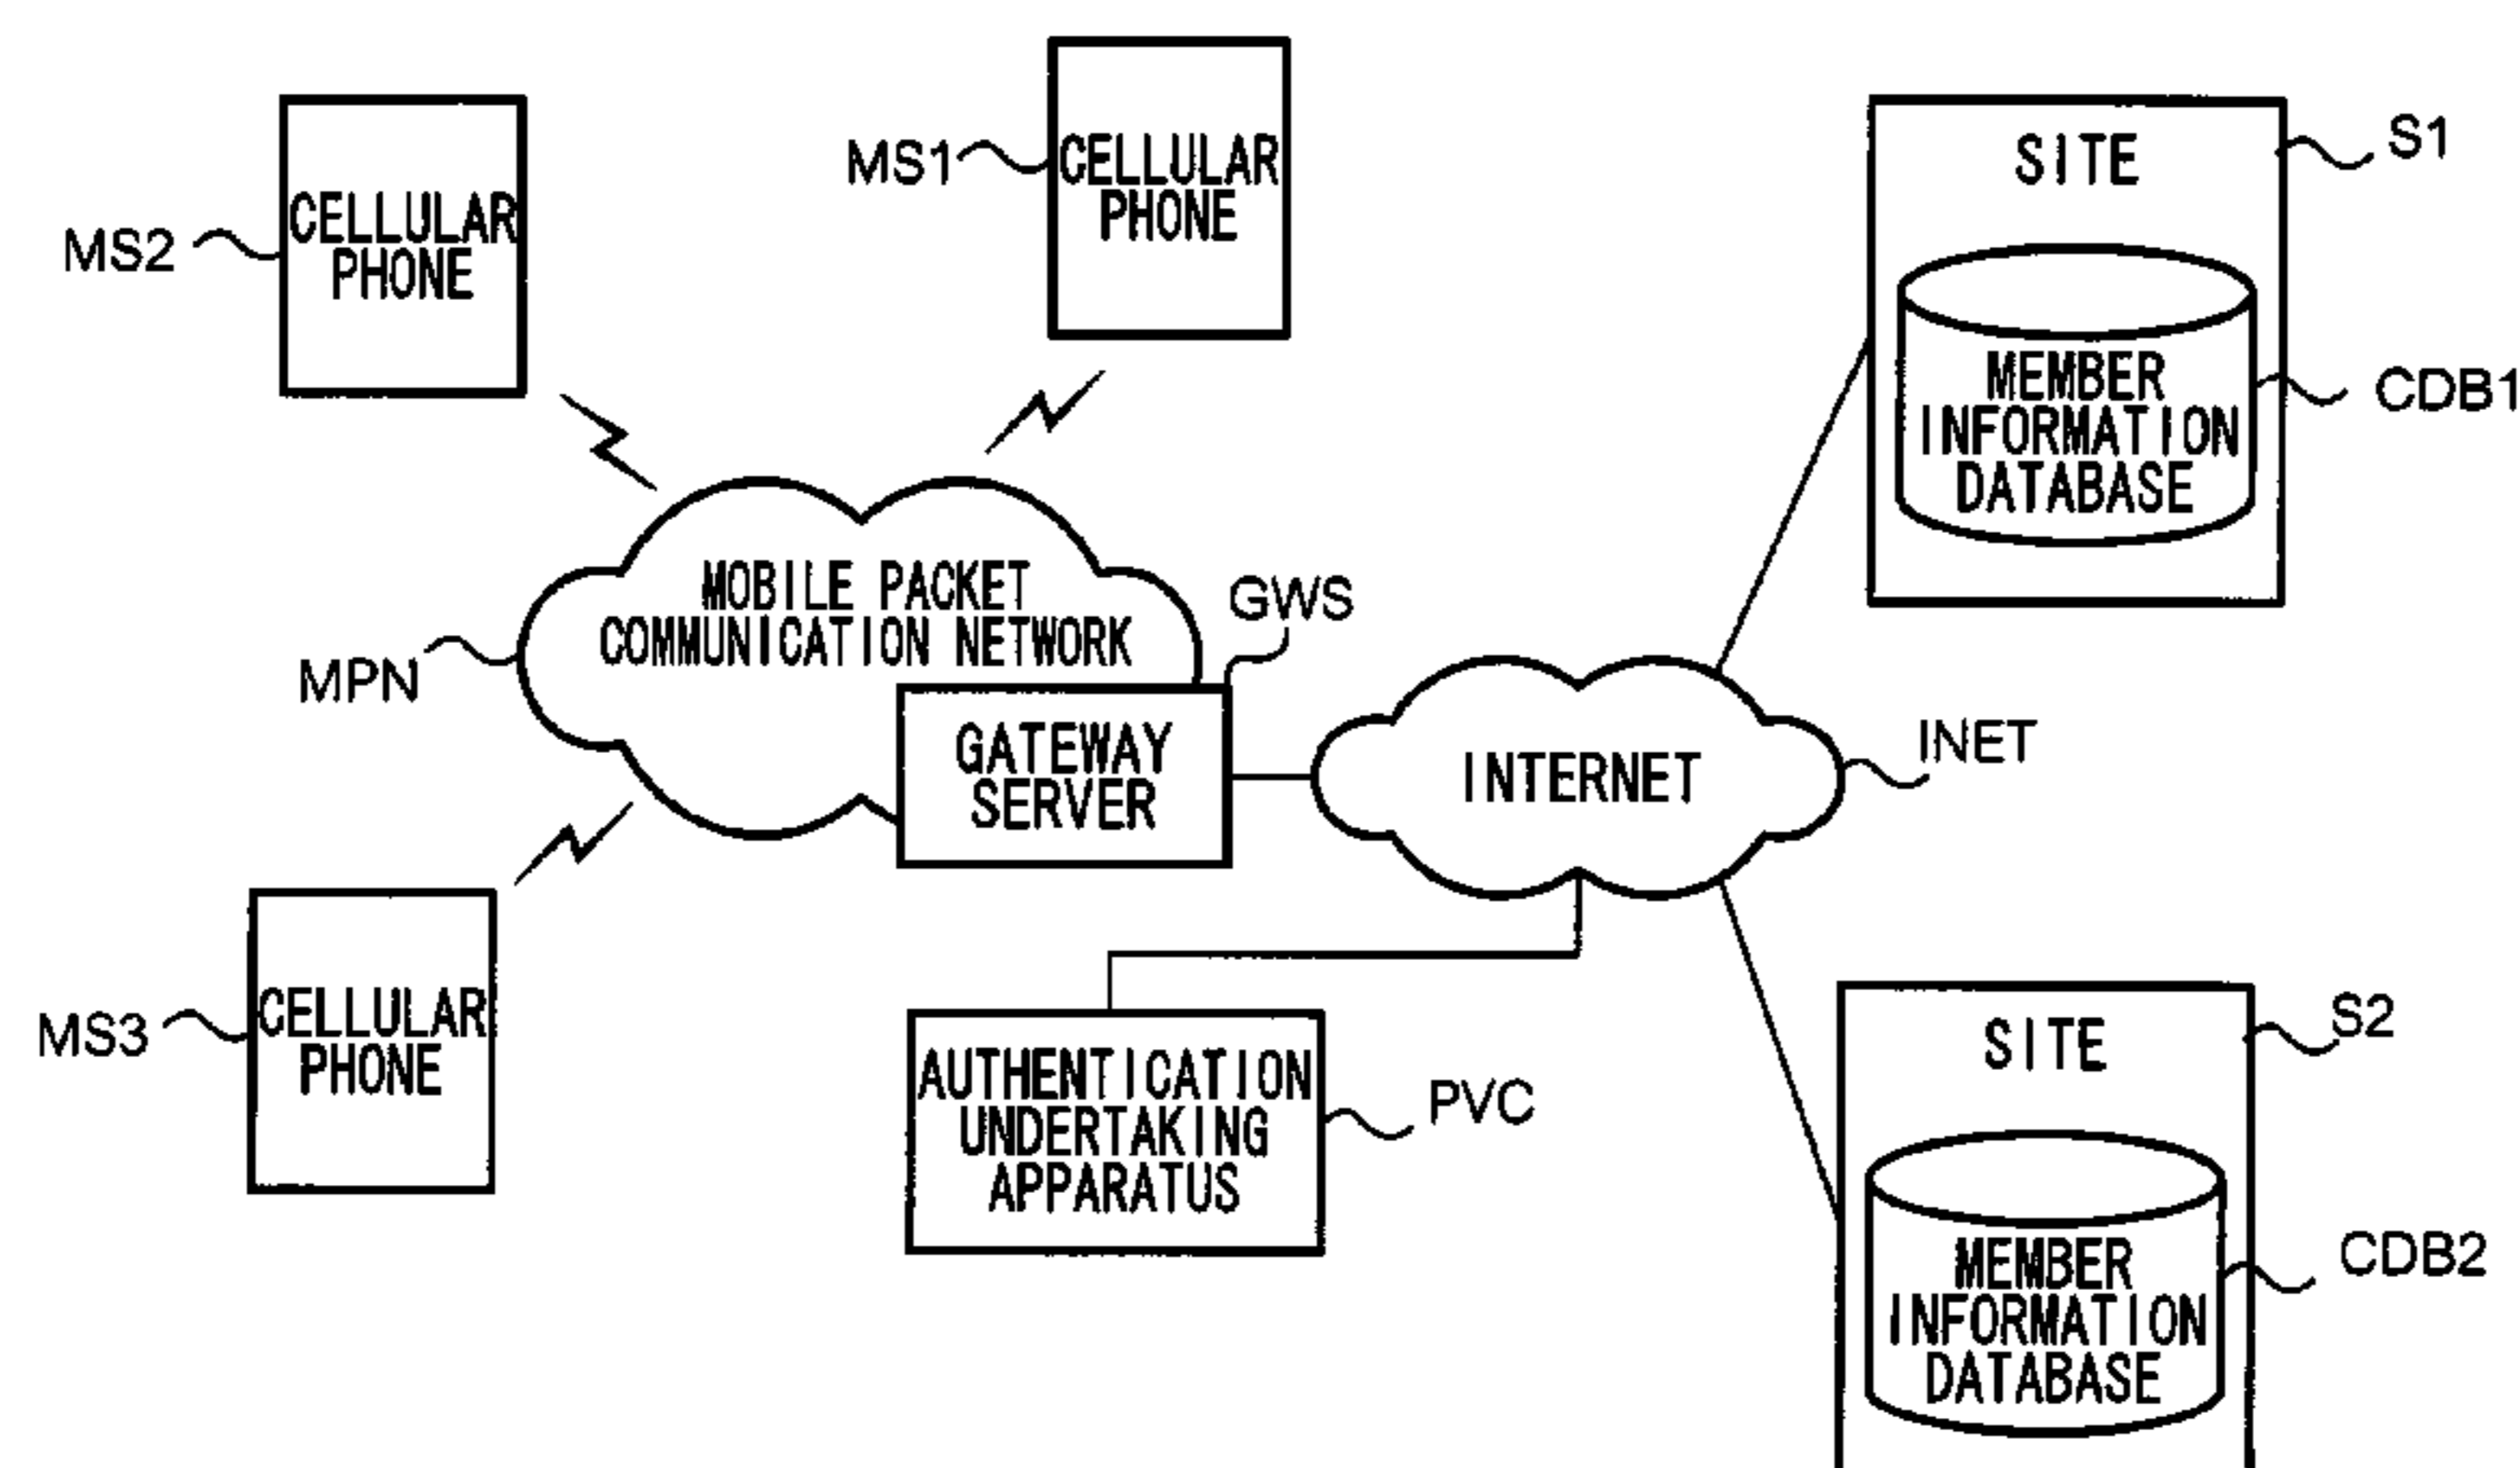 MS1
CELLULAR
PHONE
MS2
CELLULAR
PHONE
SITE
S1
MEMBER
INFORMATION
DATABASE
CDB1
MOBILE PACKET
COMMUNICATION NETWORK
GWS
MPN
GATEWAY
SERVER
INTERNET
INET
MS3
CELLULAR
PHONE
AUTHENTICATION
UNDERTAKING
APPARATUS
PVC
SITE
S2
MEMBER
INFORMATION
DATABASE
CDB2